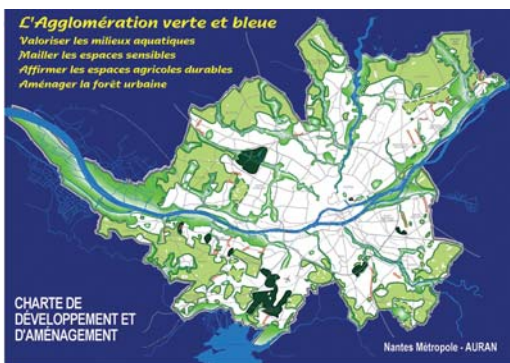 L'Agglomération verte et bleue
Valoriser les milieux aquatiques
Mailler les espaces sensibles
Affirmer les espaces agricoles durables
Aménager la forêt urbaine
CHARTE DE
DÉVELOPPEMENT ET
D'AMÉNAGEMENT
Nantes Métropole - AURAN